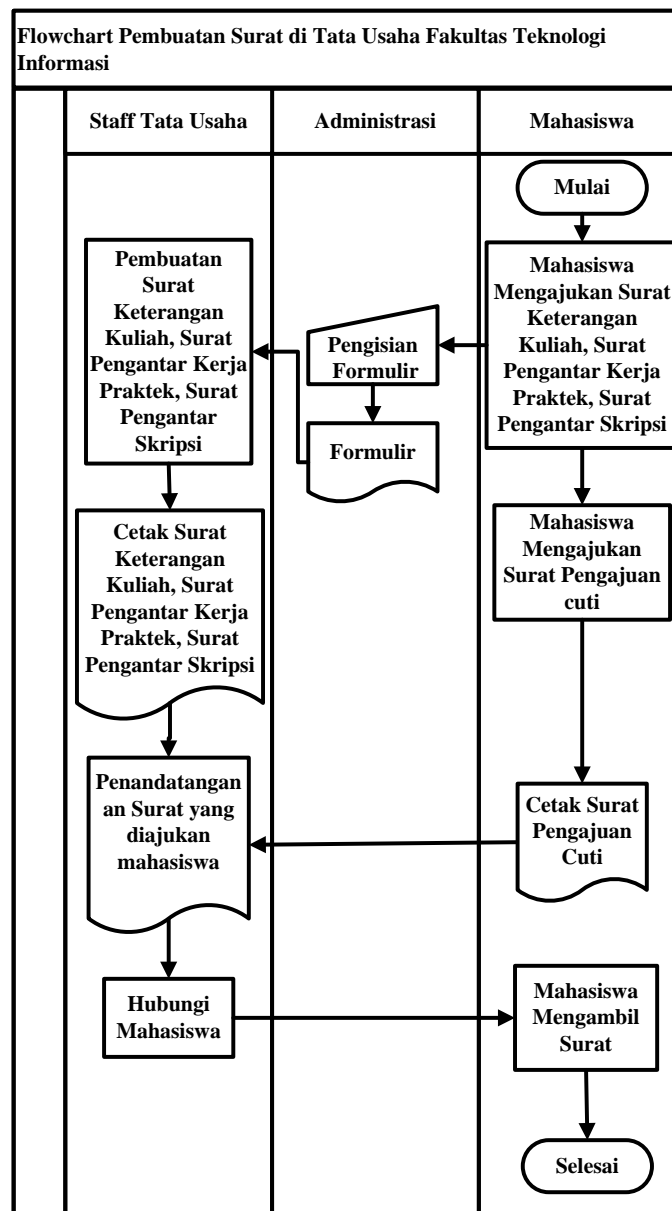 Flowchart Pembuatan Surat di Tata Usaha Fakultas Teknologi
Informasi
Staff Tata Usaha
Administrasi
Mahasiswa
Mulai
Mahasiswa
Mengajukan Surat
Keterangan
Kuliah, Surat
Pengantar Kerja
Praktek, Surat
Pengantar Skripsi
Pengisian
Formulir
Formulir
Pembuatan
Surat
Keterangan
Kuliah, Surat
Pengantar Kerja
Praktek, Surat
Pengantar
Skripsi
Cetak Surat
Keterangan
Kuliah, Surat
Pengantar Kerja
Praktek, Surat
Pengantar Skripsi
Mahasiswa
Mengajukan
Surat Pengajuan
cuti
Cetak Surat
Pengajuan
Cuti
Penandatangan
an Surat yang
diajukan
mahasiswa
Hubungi
Mahasiswa
Mahasiswa
Mengambil
Surat
Selesai